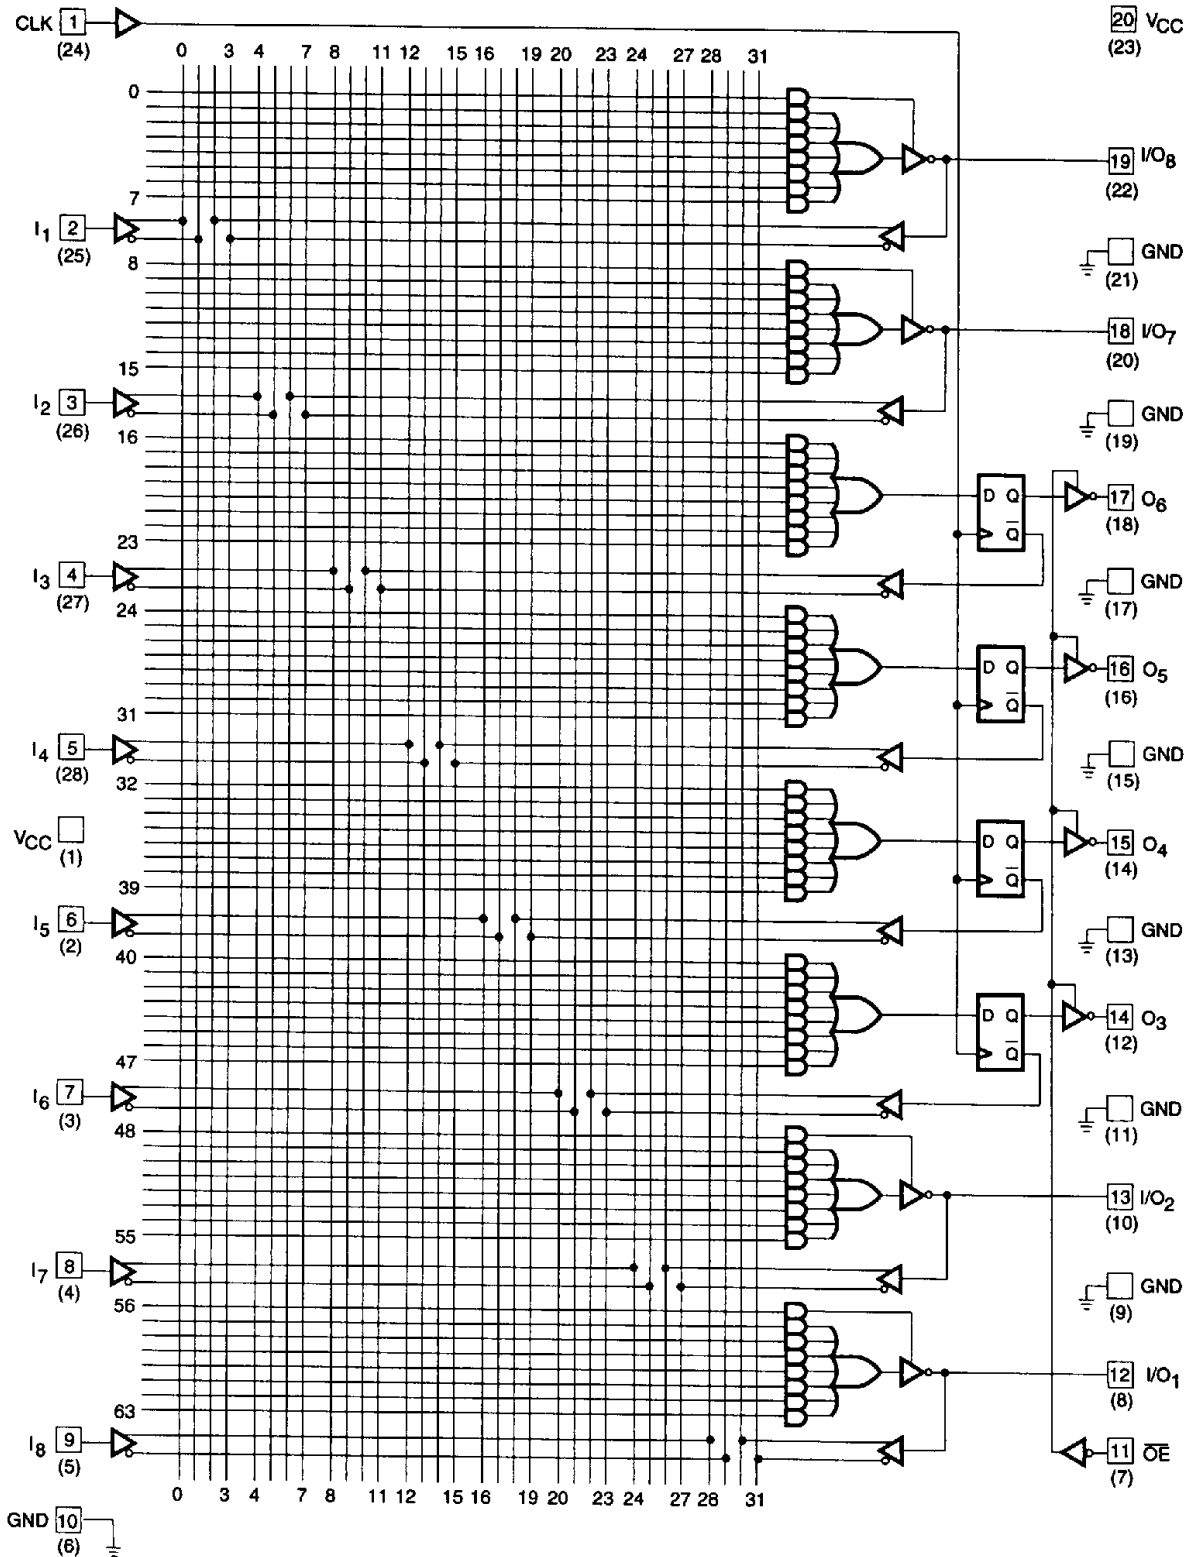 CLK 1 20 VCC
(24) (23)
0 3 4 7 8 11 12 15 16 19 20 23 24 27 28 31
0
19 I/O8
(22)
7
I1 2
(25)
GND
(21)
8
18 I/O7
(20)
15
I2 3
(26)
GND
(19)
16
D Q 17 O6
(18)
Q̅
23
I3 4
(27)
GND
(17)
24
D Q 16 O5
(16)
Q̅
31
I4 5
(28)
GND
(15)
32
VCC
(1)
D Q 15 O4
(14)
Q̅
39
I5 6
(2)
GND
(13)
40
D Q 14 O3
(12)
Q̅
47
I6 7
(3)
GND
(11)
48
13 I/O2
(10)
55
I7 8
(4)
GND
(9)
56
12 I/O1
(8)
63
I8 9
(5)
11 O̅E̅
(7)
0 3 4 7 8 11 12 15 16 19 20 23 24 27 28 31
GND 10
(6)